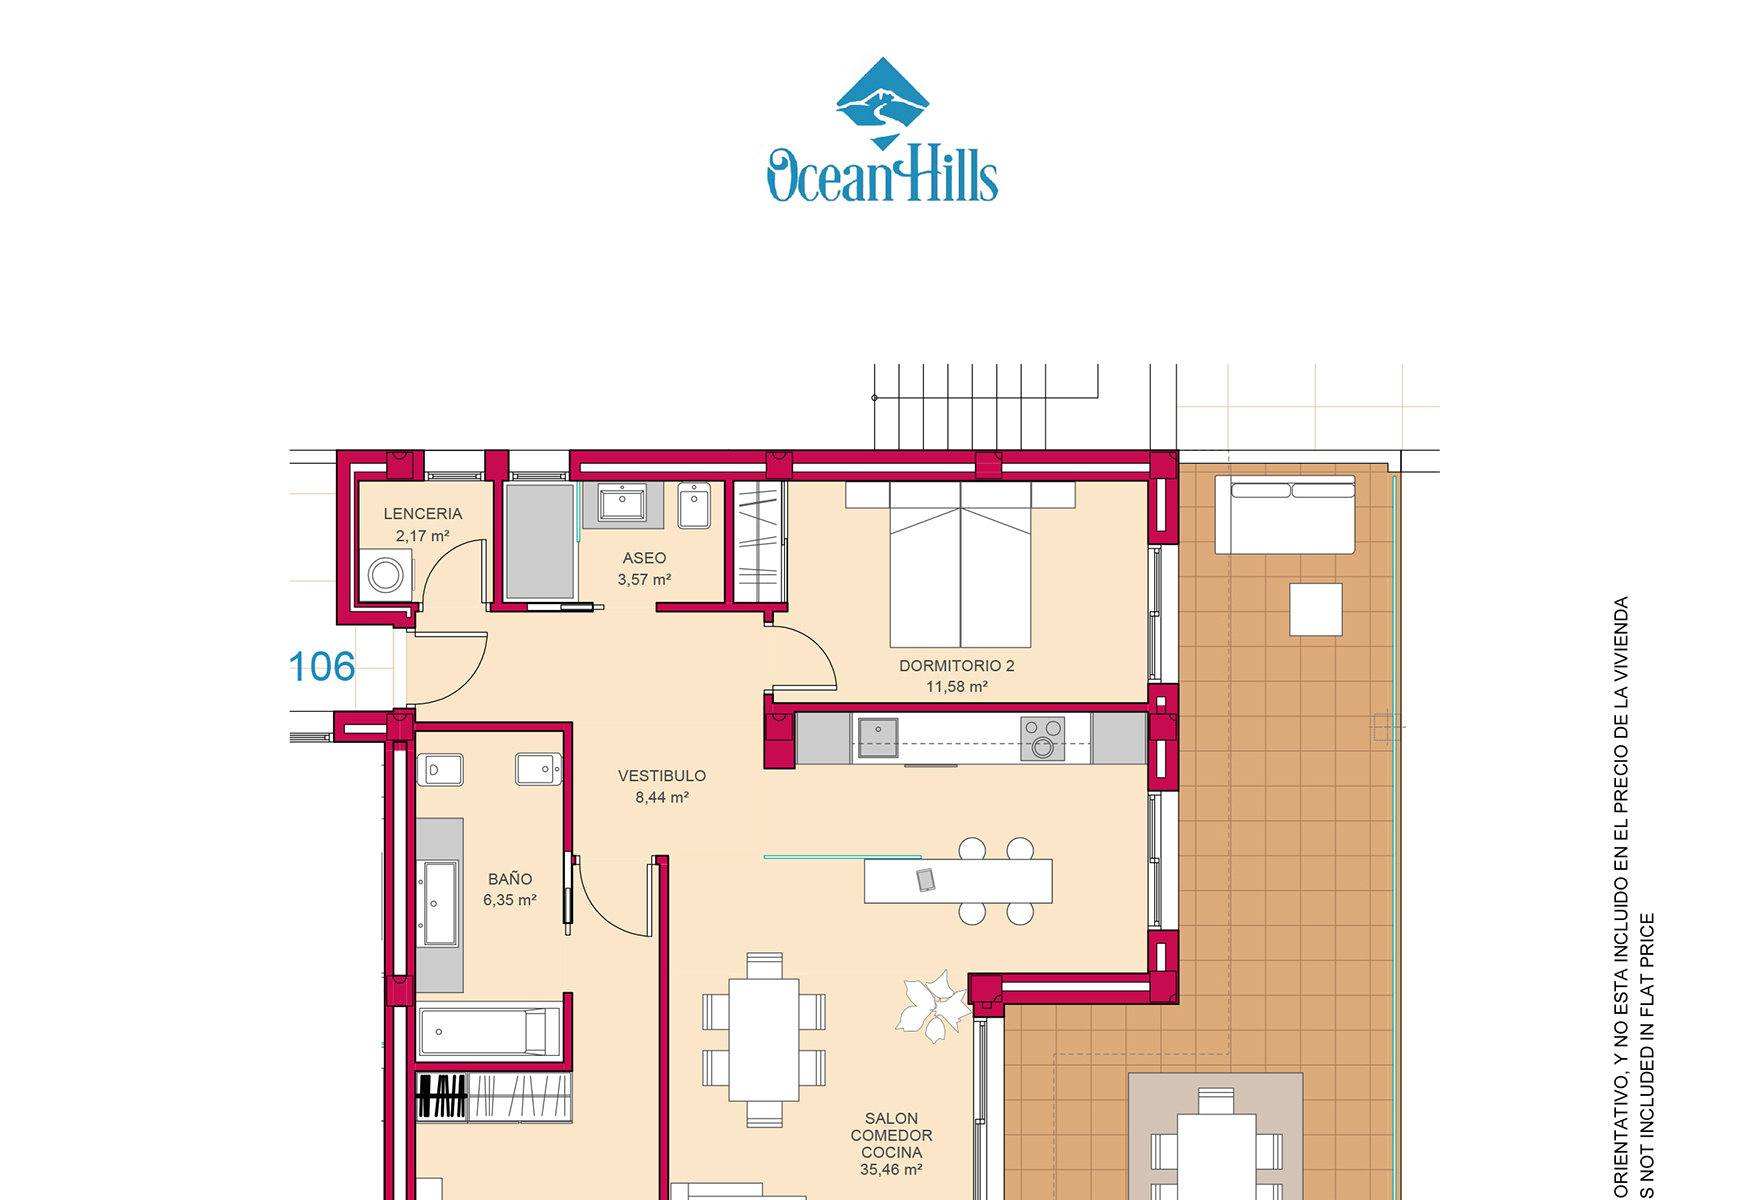 OceanHills
LENCERIA
2,17 m²
ASEO
3,57 m²
106
DORMITORIO 2
11,58 m²
VESTIBULO
8,44 m²
BAÑO
6,35 m²
SALON
COMEDOR
COCINA
35,46 m²
ORIENTATIVO, Y NO ESTA INCLUIDO EN EL PRECIO DE LA VIVIENDA
S NOT INCLUDED IN FLAT PRICE